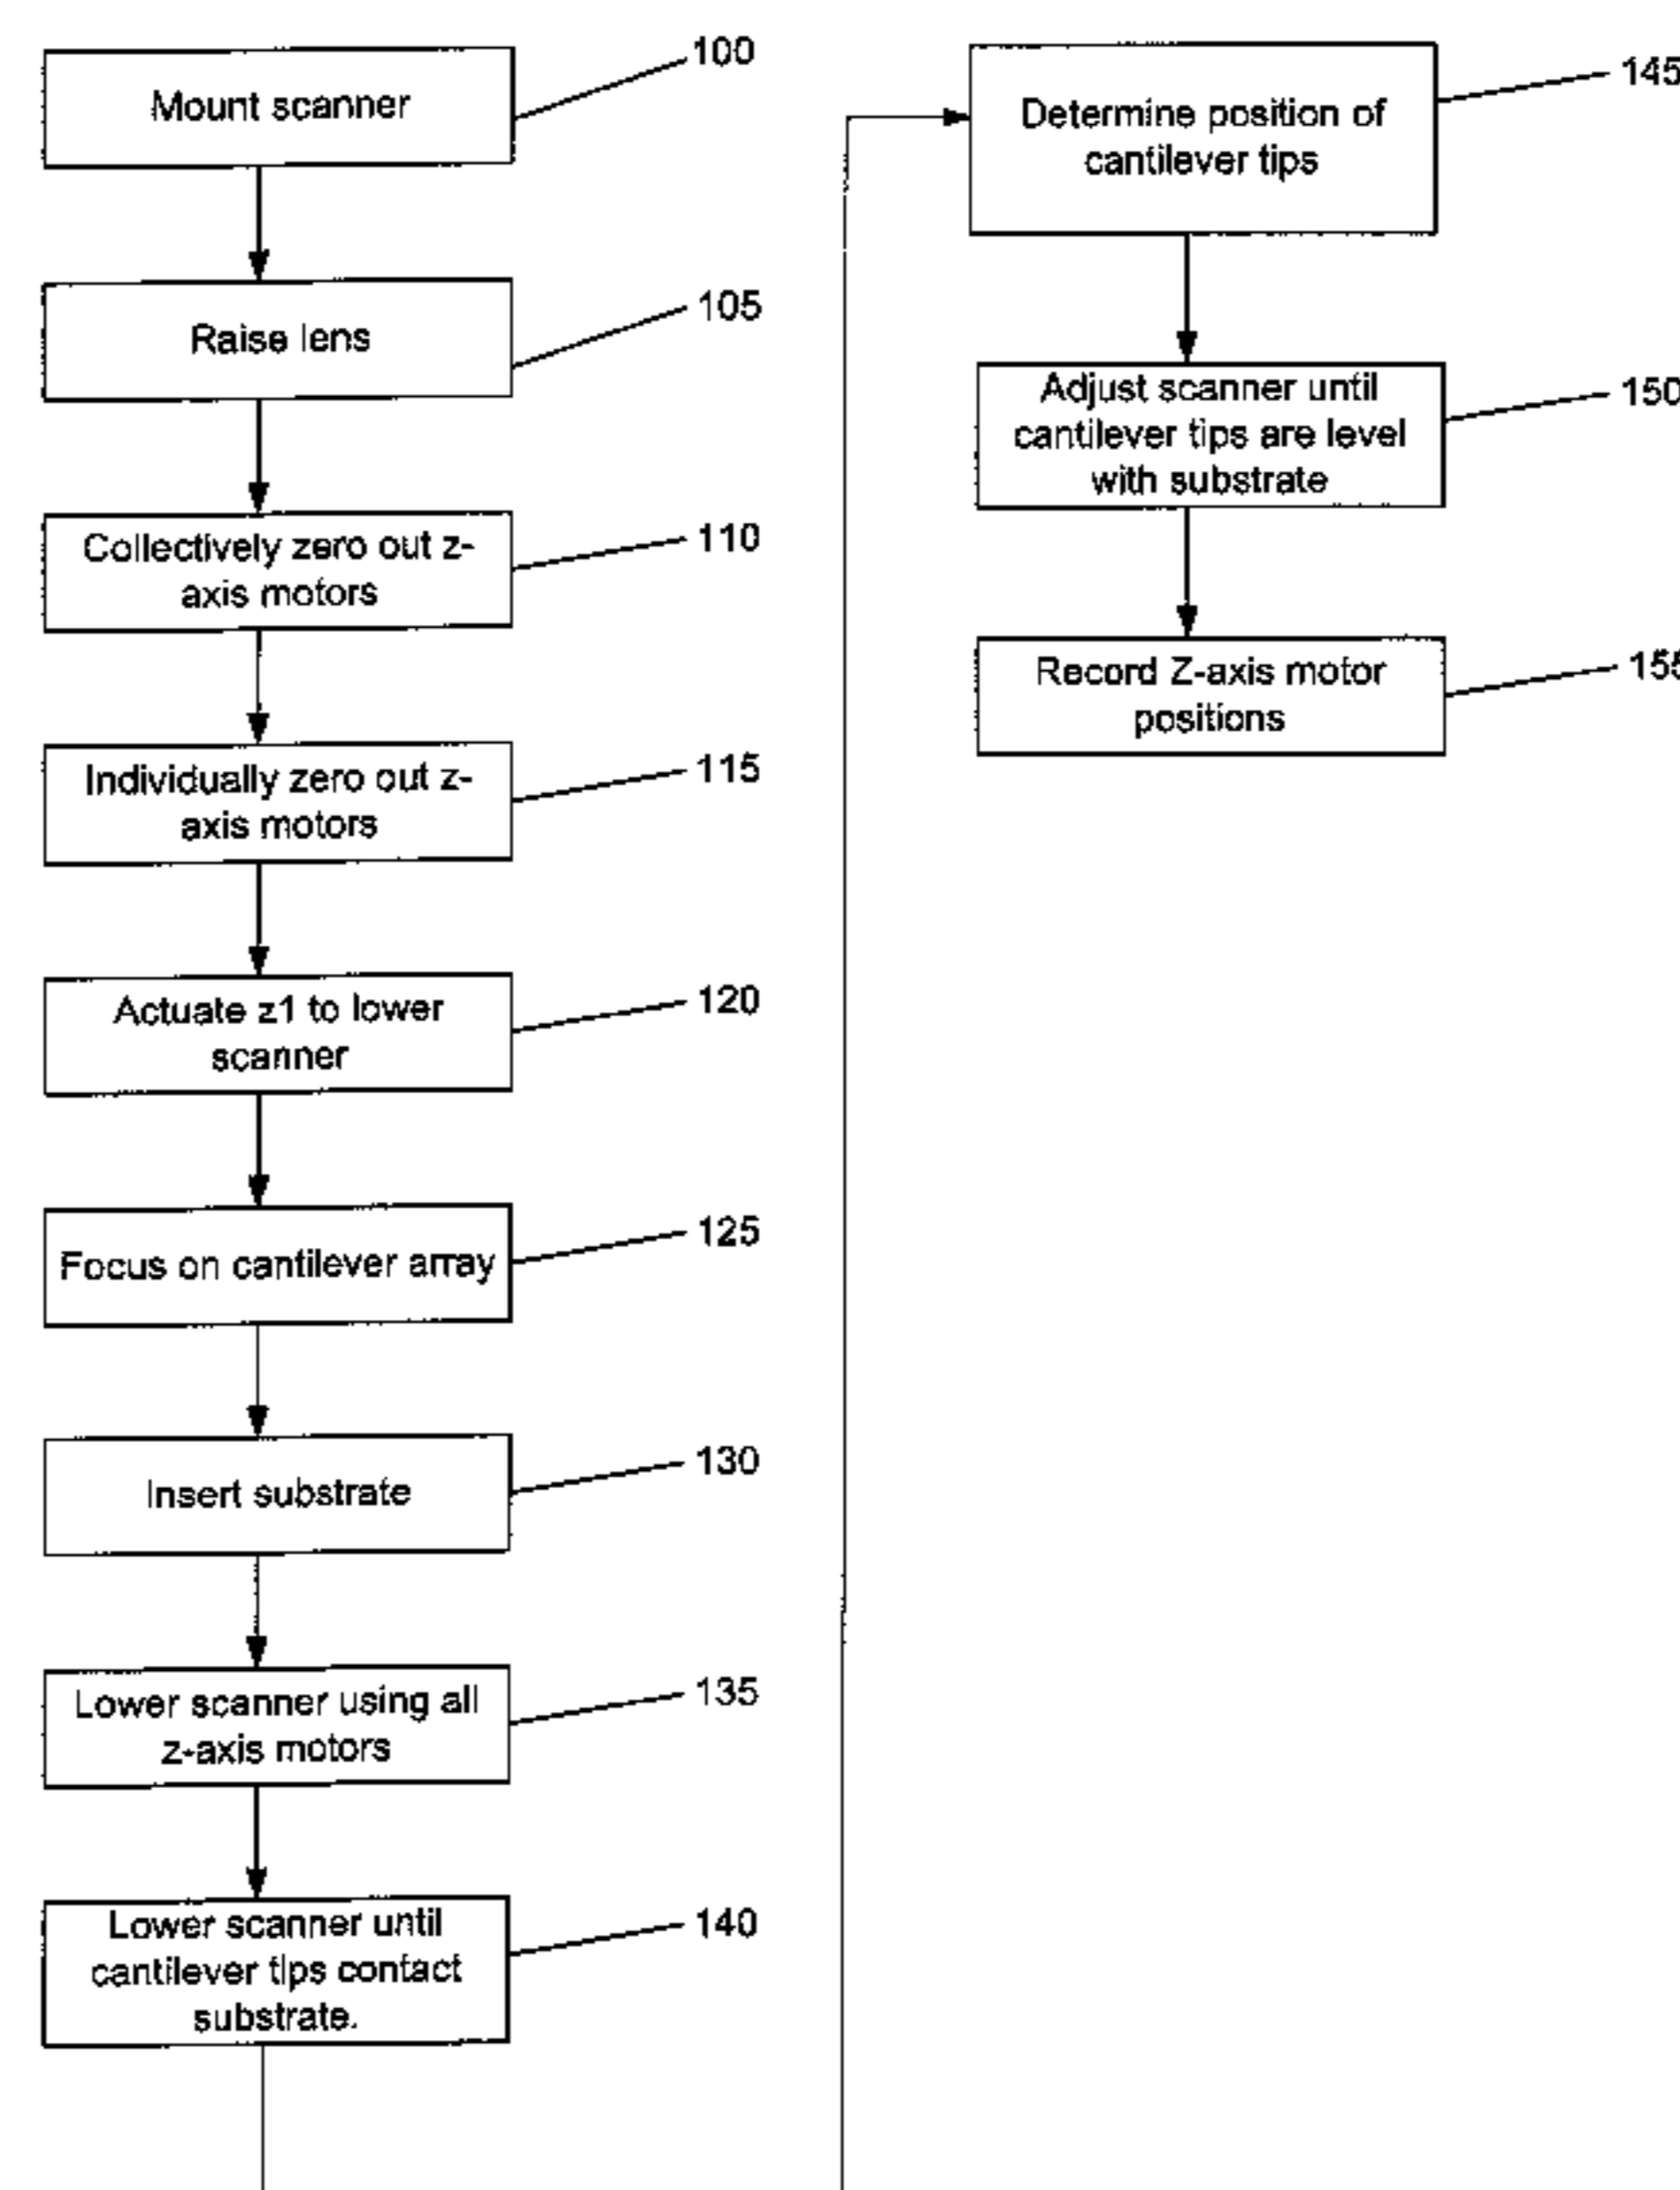 Mount scanner
100
Raise lens
105
Collectively zero out z-
axis motors
110
Individually zero out z-
axis motors
115
Actuate z1 to lower
scanner
120
Focus on cantilever array
125
Insert substrate
130
Lower scanner using all
z-axis motors
135
Lower scanner until
cantilever tips contact
substrate.
140
Determine position of
cantilever tips
145
Adjust scanner until
cantilever tips are level
with substrate
150
Record Z-axis motor
positions
155